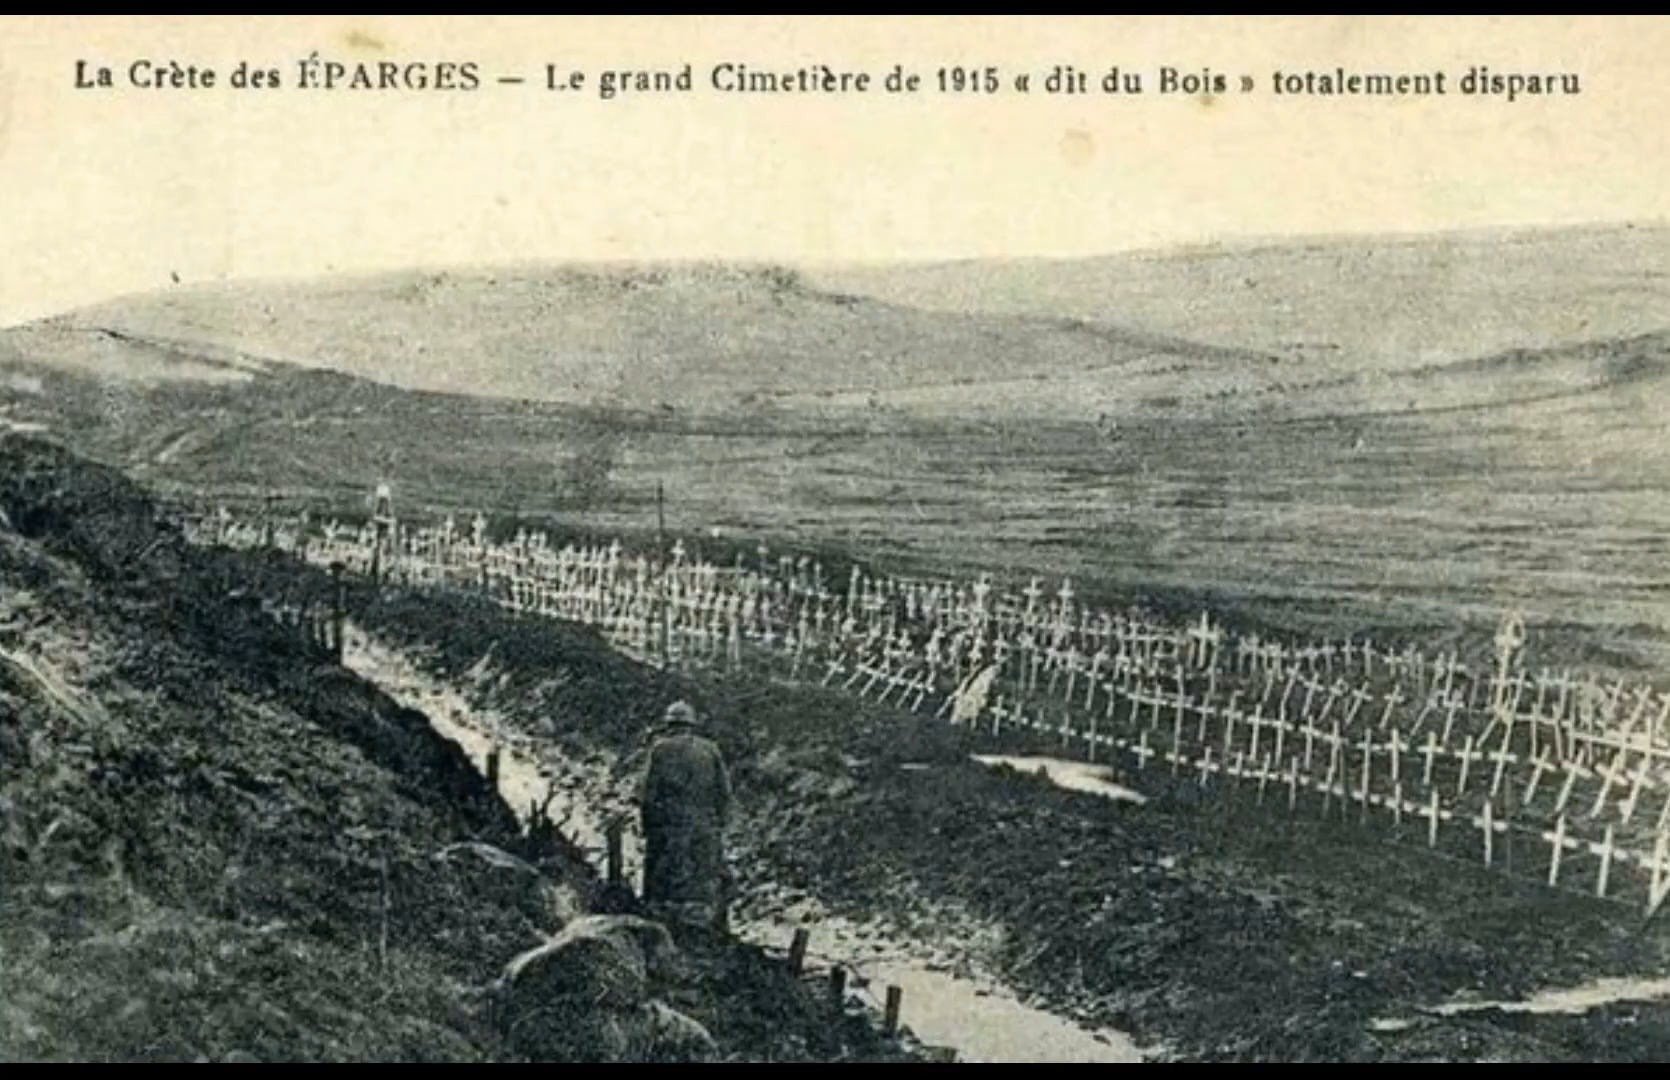 La Crète des ÉPARGES — Le grand Cimetière de 1915 « dit du Bois » totalement disparu